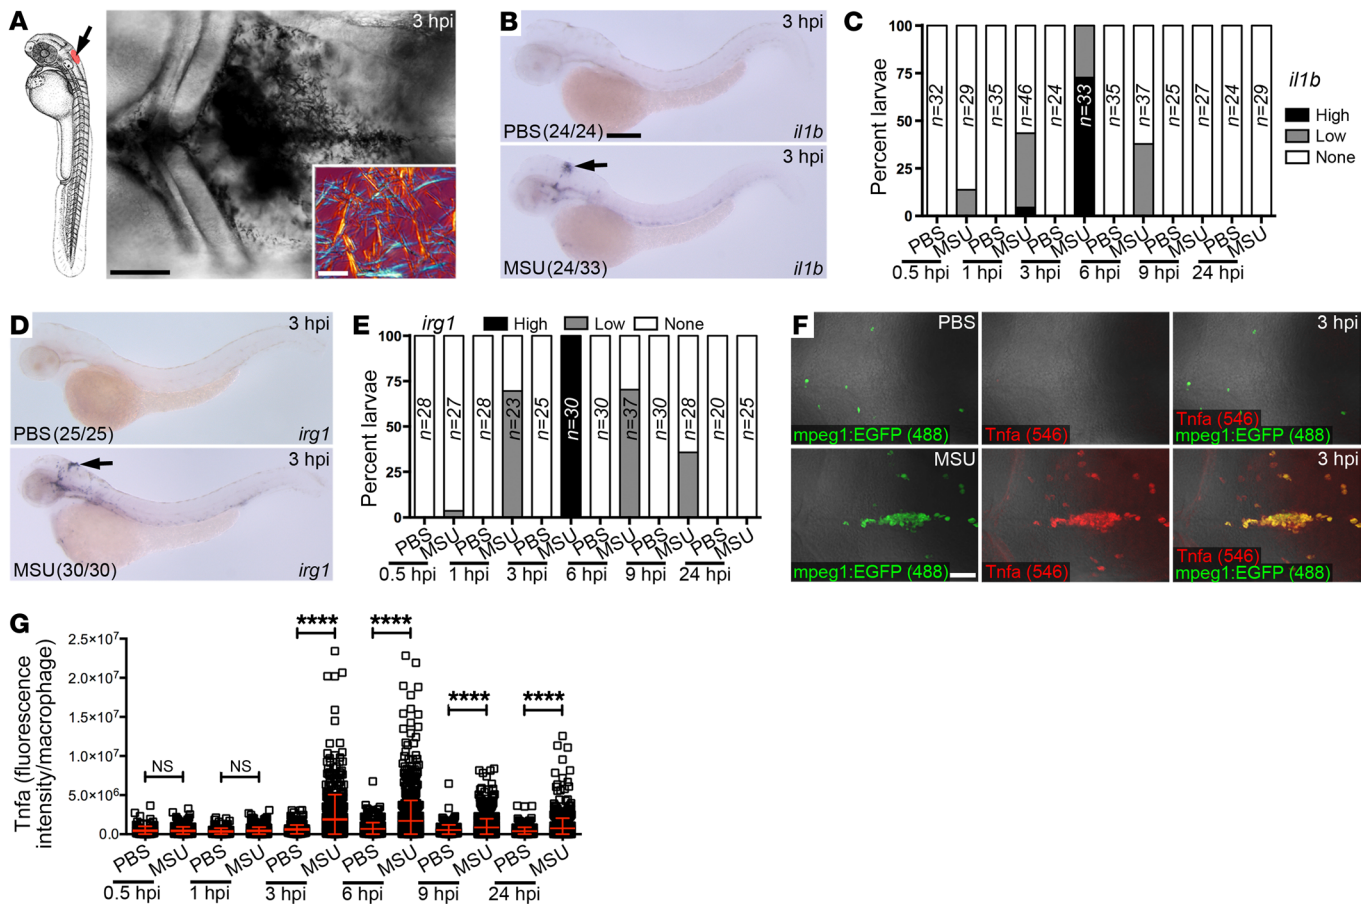 A
3 hpi
B
3 hpi
PBS (24/24)
il1b
3 hpi
MSU (24/33)
il1b
C
Percent larvae
100
75
50
25
0
n=32
n=29
n=35
n=46
n=24
n=33
n=35
n=37
n=25
n=27
n=24
n=29
PBS MSU PBS MSU PBS MSU PBS MSU PBS MSU PBS MSU
0.5 hpi 1 hpi 3 hpi 6 hpi 9 hpi 24 hpi
il1b
High
Low
None
D
3 hpi
PBS (25/25)
irg1
3 hpi
MSU (30/30)
irg1
E
irg1 High Low None
Percent larvae
100
75
50
25
0
n=28
n=27
n=28
n=23
n=25
n=30
n=30
n=37
n=30
n=28
n=20
n=25
PBS MSU PBS MSU PBS MSU PBS MSU PBS MSU PBS MSU
0.5 hpi 1 hpi 3 hpi 6 hpi 9 hpi 24 hpi
F
PBS
3 hpi
mpeg1:EGFP (488)
Tnfa (546)
Tnfa (546)
mpeg1:EGFP (488)
MSU
3 hpi
mpeg1:EGFP (488)
Tnfa (546)
Tnfa (546)
mpeg1:EGFP (488)
G
Tnfa (fluorescence
intensity/macrophage)
2.5×10⁷
2.0×10⁷
1.5×10⁷
1.0×10⁷
5.0×10⁶
0.0
NS NS **** **** **** ****
PBS MSU PBS MSU PBS MSU PBS MSU PBS MSU PBS MSU
0.5 hpi 1 hpi 3 hpi 6 hpi 9 hpi 24 hpi